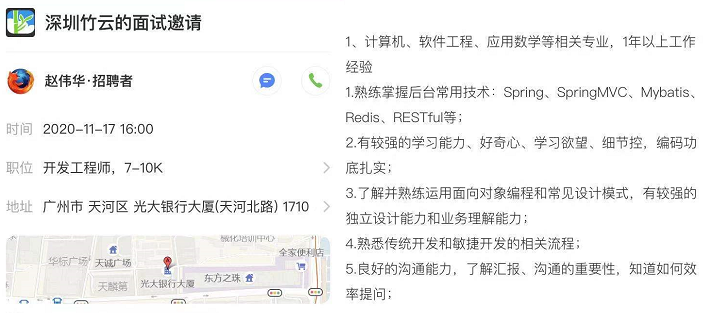 深圳竹云的面试邀请
赵伟华·招聘者
时间 2020-11-17 16:00
职位 开发工程师，7-10K
地址 广州市 天河区 光大银行大厦(天河北路) 1710
械化培训中心
全家便利店
华标广场
天诚广场
东方之珠
光大银行大厦
天麟第
1、计算机、软件工程、应用数学等相关专业，1年以上工作
经验
1.熟练掌握后台常用技术：Spring、SpringMVC、Mybatis、
Redis、RESTful等；
2.有较强的学习能力、好奇心、学习欲望、细节控，编码功
底扎实；
3.了解并熟练运用面向对象编程和常见设计模式，有较强的
独立设计能力和业务理解能力；
4.熟悉传统开发和敏捷开发的相关流程；
5.良好的沟通能力，了解汇报、沟通的重要性，知道如何效
率提问；